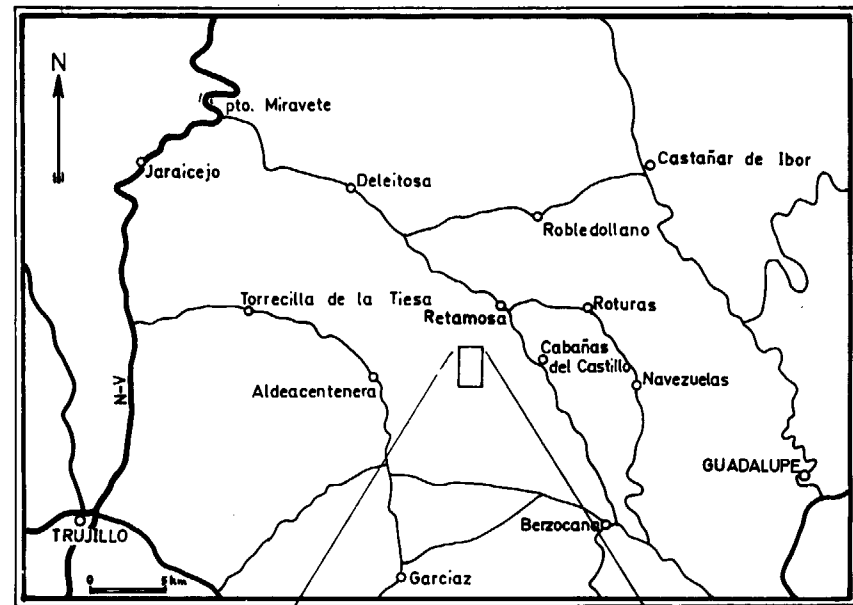 N
pto. Miravete
Jaraicejo
Castañar de Ibor
Deleitosa
Robledollano
Torrecilla de la Tiesa
Retamosa
Roturas
Cabañas
del Castillo
Aldeacentenera
Navezuelas
N-V
GUADALUPE
TRUJILLO
Berzocana
0 5 km
Garciaz